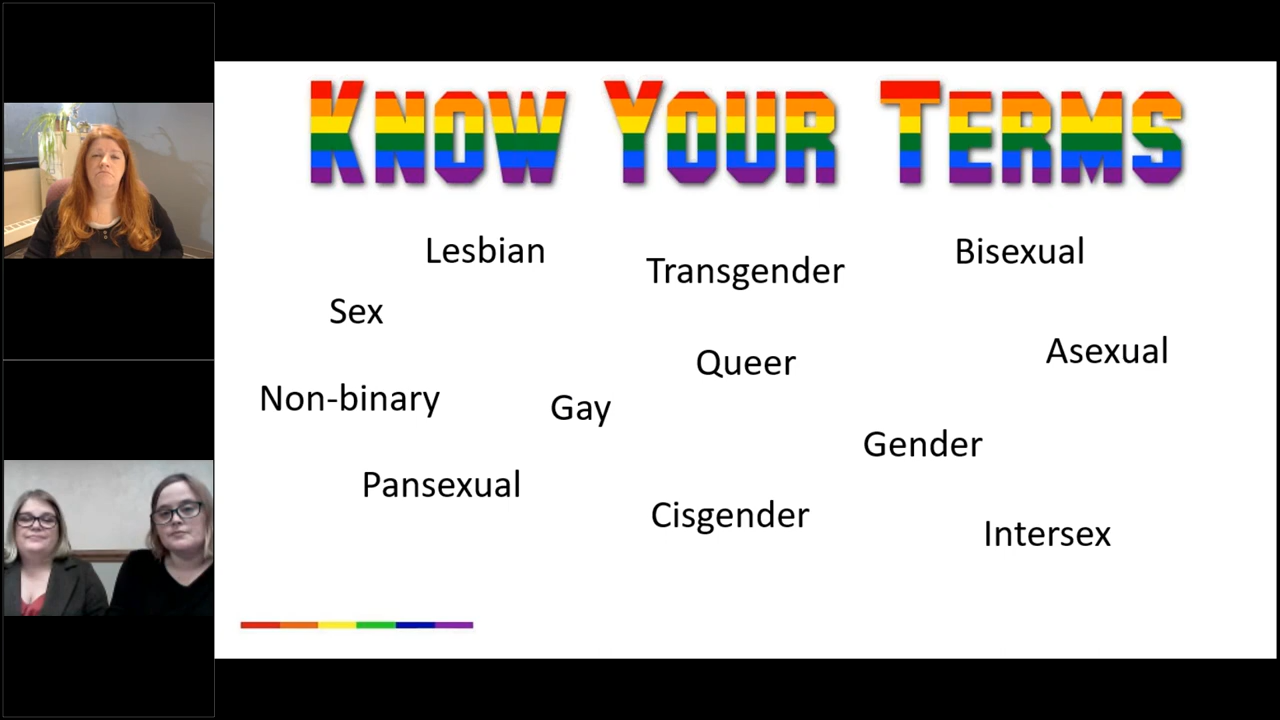 KNOW YOUR TERMS
Lesbian
Transgender
Bisexual
Sex
Queer
Asexual
Non-binary
Gay
Gender
Pansexual
Cisgender
Intersex